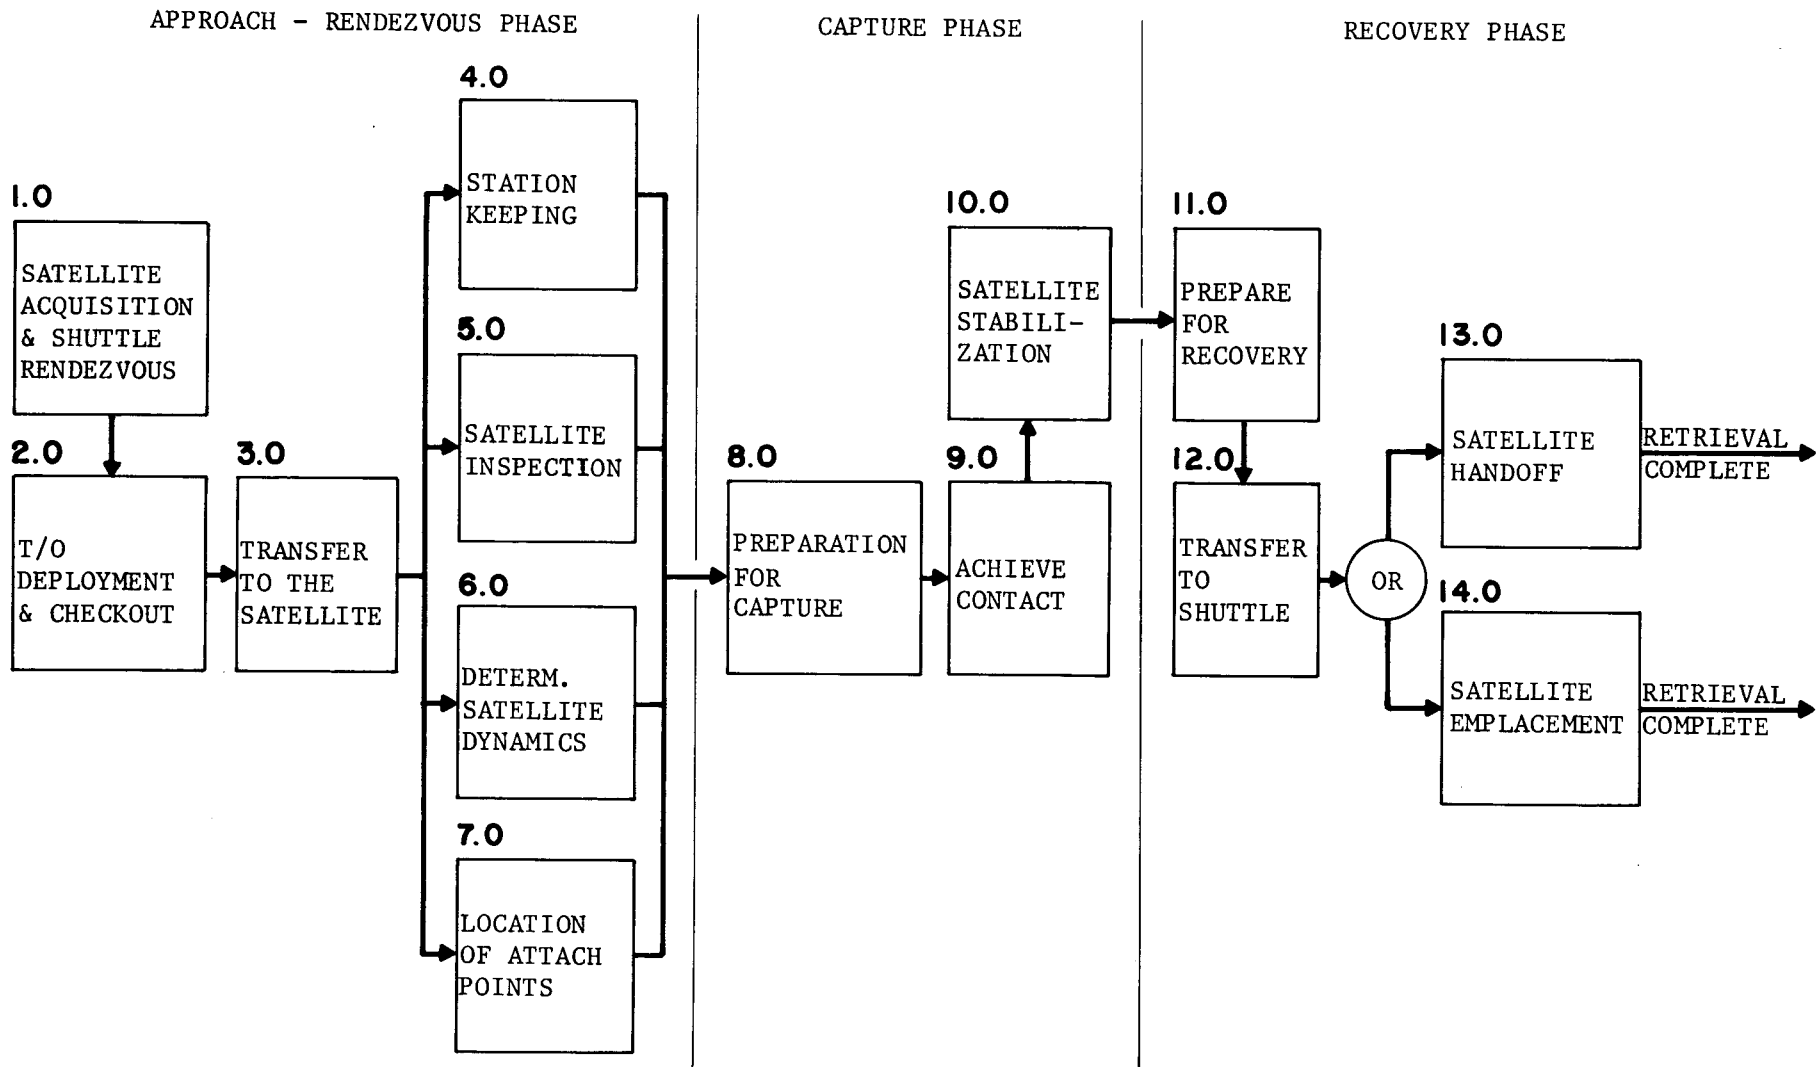 APPROACH - RENDEZVOUS PHASE
CAPTURE PHASE
RECOVERY PHASE
1.0
SATELLITE
ACQUISITION
& SHUTTLE
RENDEZVOUS
2.0
T/O
DEPLOYMENT
& CHECKOUT
3.0
TRANSFER
TO THE
SATELLITE
4.0
STATION
KEEPING
5.0
SATELLITE
INSPECTION
6.0
DETERM.
SATELLITE
DYNAMICS
7.0
LOCATION
OF ATTACH
POINTS
8.0
PREPARATION
FOR
CAPTURE
9.0
ACHIEVE
CONTACT
10.0
SATELLITE
STABILI-
ZATION
11.0
PREPARE
FOR
RECOVERY
12.0
TRANSFER
TO
SHUTTLE
OR
13.0
SATELLITE
HANDOFF
RETRIEVAL
COMPLETE
14.0
SATELLITE
EMPLACEMENT
RETRIEVAL
COMPLETE